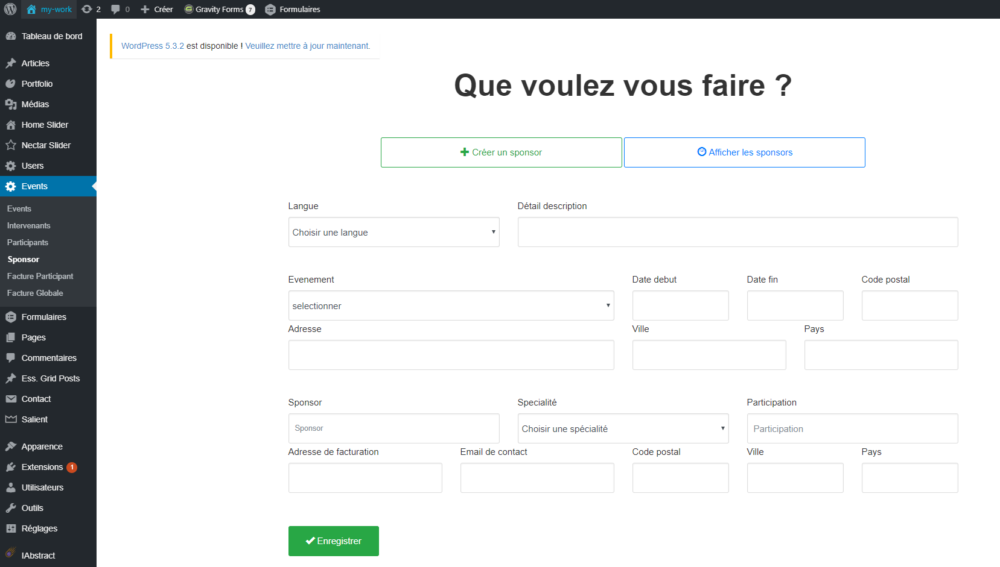 my-work 2 0 Créer Gravity Forms 7 Formulaires
Tableau de bord
Articles
Portfolio
Médias
Home Slider
Nectar Slider
Users
Events
Events
Intervenants
Participants
Sponsor
Facture Participant
Facture Globale
Formulaires
Pages
Commentaires
Ess. Grid Posts
Contact
Salient
Apparence
Extensions 1
Utilisateurs
Outils
Réglages
IAbstract
WordPress 5.3.2 est disponible ! Veuillez mettre à jour maintenant.
Que voulez vous faire ?
Créer un sponsor Afficher les sponsors
Langue Détail description
Choisir une langue
Evenement Date debut Date fin Code postal
selectionner
Adresse Ville Pays
Sponsor Specialité Participation
Sponsor Choisir une spécialité Participation
Adresse de facturation Email de contact Code postal Ville Pays
Enregistrer